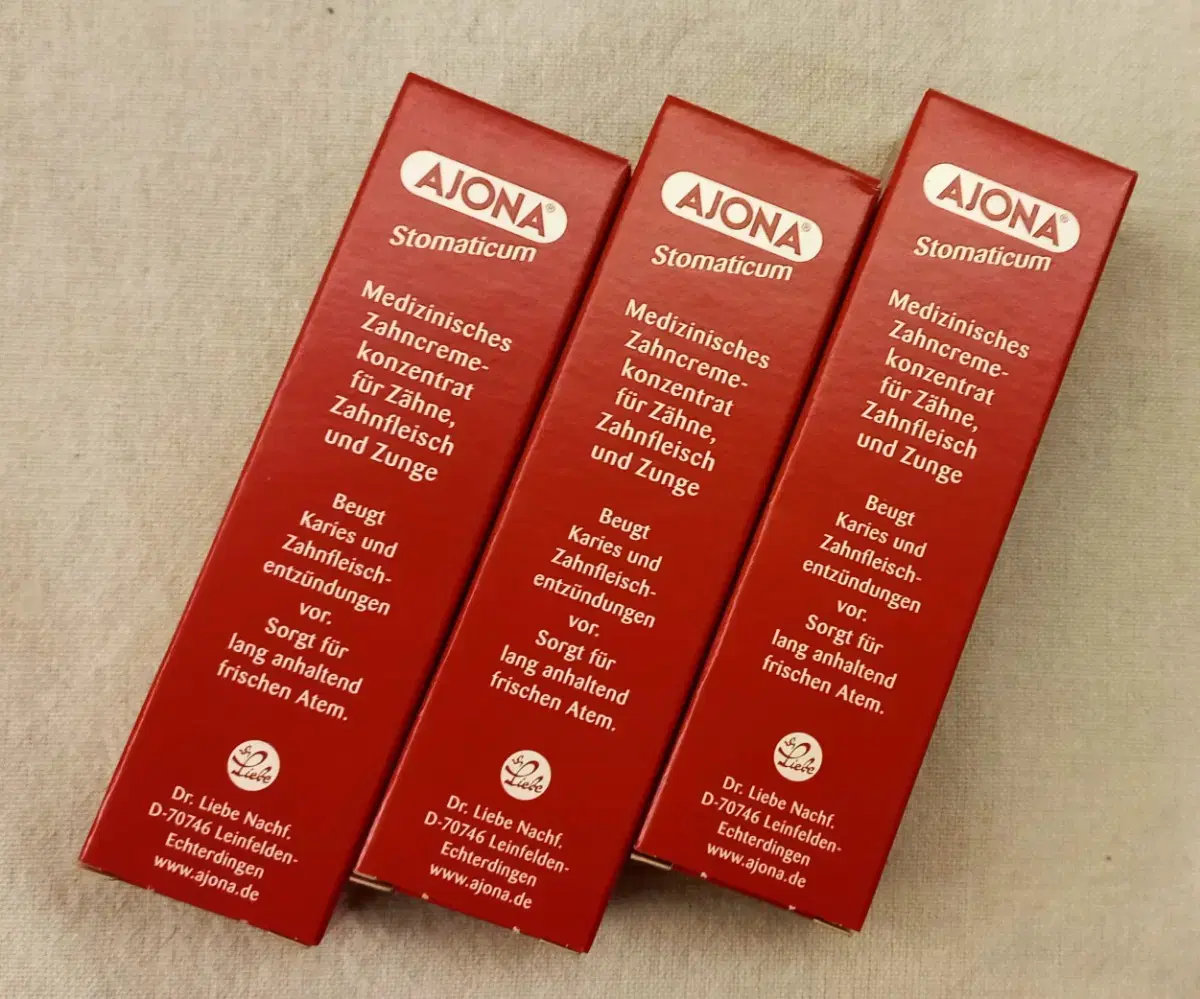 AJONA®
Stomaticum
Medizinisches
Zahncreme-
konzentrat
für Zähne,
Zahnfleisch
und Zunge
Beugt
Karies und
Zahnfleisch-
entzündungen
vor.
Sorgt für
lang anhaltend
frischen Atem.
Dr. Liebe
Dr. Liebe Nachf.
D-70746 Leinfelden-
Echterdingen
www.ajona.de
AJONA®
Stomaticum
Medizinisches
Zahncreme-
konzentrat
für Zähne,
Zahnfleisch
und Zunge
Beugt
Karies und
Zahnfleisch-
entzündungen
vor.
Sorgt für
lang anhaltend
frischen Atem.
Dr. Liebe
Dr. Liebe Nachf.
D-70746 Leinfelden-
Echterdingen
www.ajona.de
AJONA®
Stomaticum
Medizinisches
Zahncreme-
konzentrat
für Zähne,
Zahnfleisch
und Zunge
Beugt
Karies und
Zahnfleisch-
entzündungen
vor.
Sorgt für
lang anhaltend
frischen Atem.
Dr. Liebe
Dr. Liebe Nachf.
D-70746 Leinfelden-
Echterdingen
www.ajona.de